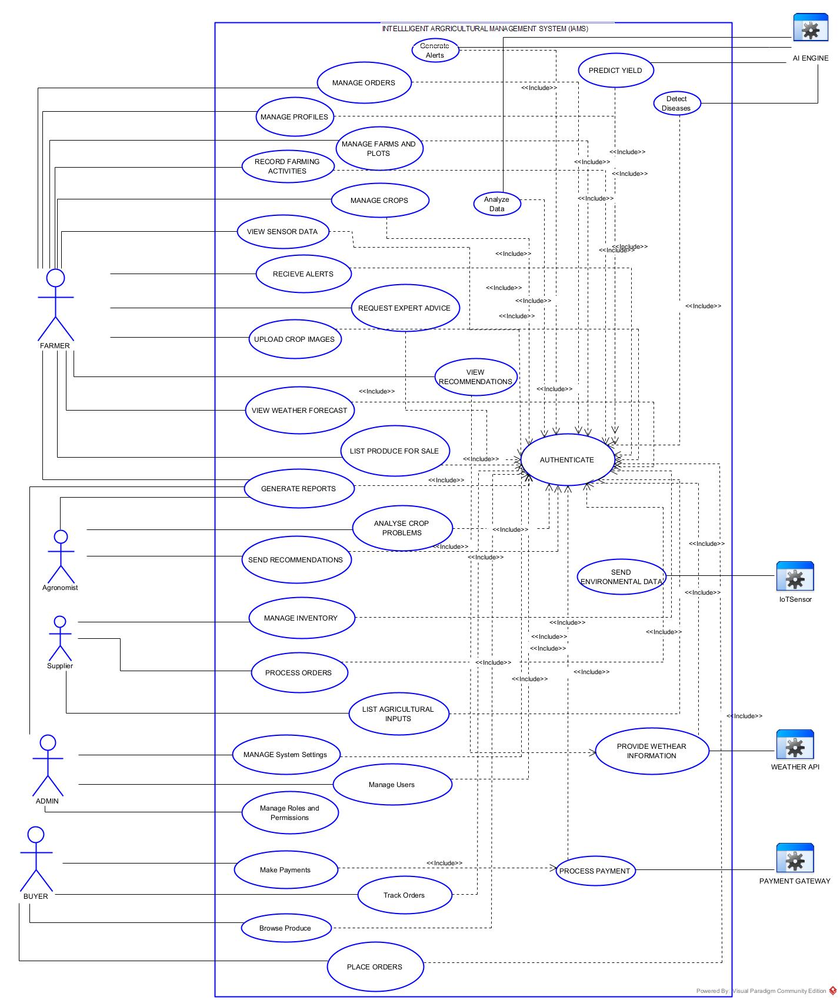 INTELLLIGENT ARGRICULTURAL MANAGEMENT SYSTEM (IAMS)
Generate
Alerts
AI ENGINE
PREDICT YIELD
MANAGE ORDERS
<<Include>>
Detect
Diseases
MANAGE PROFILES
MANAGE FARMS AND
PLOTS
<<Include>>
RECORD FARMING
ACTIVITIES
<<Include>>
<<Include>>
MANAGE CROPS
Analyze
Data
<<Include>>
VIEW SENSOR DATA
<<Include>>
<<Include>>
<<Include>>
RECIEVE ALERTS
<<Include>>
<<Include>>
REQUEST EXPERT ADVICE
<<Include>>
<<Include>>
UPLOAD CROP IMAGES
FARMER
VIEW
RECOMMENDATIONS
<<Include>>
<<Include>>
VIEW WEATHER FORECAST
LIST PRODUCE FOR SALE
<<Include>>
AUTHENTICATE
<<Include>>
GENERATE REPORTS
ANALYSE CROP
PROBLEMS
<<Include>>
<<Include>>
<<Include>>
<<Include>>
SEND RECOMMENDATIONS
SEND
ENVIRONMENTAL DATA
Agronomist
<<Include>>
IoTSensor
MANAGE INVENTORY
<<Include>>
<<Include>>
<<Include>>
<<Include>>
Supplier
<<Include>>
PROCESS ORDERS
<<Include>>
<<Include>>
LIST AGRICULTURAL
INPUTS
<<Include>>
MANAGE System Settings
PROVIDE WETHEAR
INFORMATION
WEATHER API
Manage Users
ADMIN
Manage Roles and
Permissions
Make Payments
<<Include>>
PROCESS PAYMENT
PAYMENT GATEWAY
BUYER
Track Orders
Browse Produce
PLACE ORDERS
Powered By: Visual Paradigm Community Edition